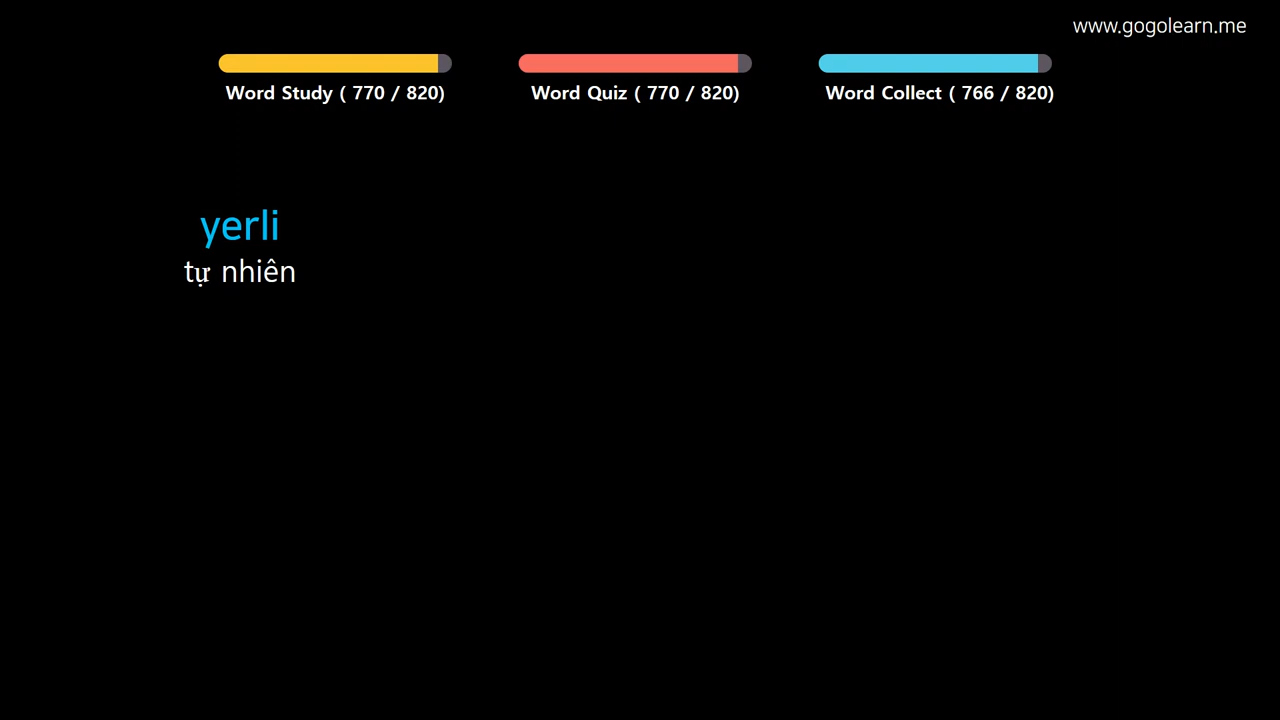 www.gogolearn.me
Word Study ( 770 / 820)
Word Quiz ( 770 / 820)
Word Collect ( 766 / 820)
yerli
tự nhiên